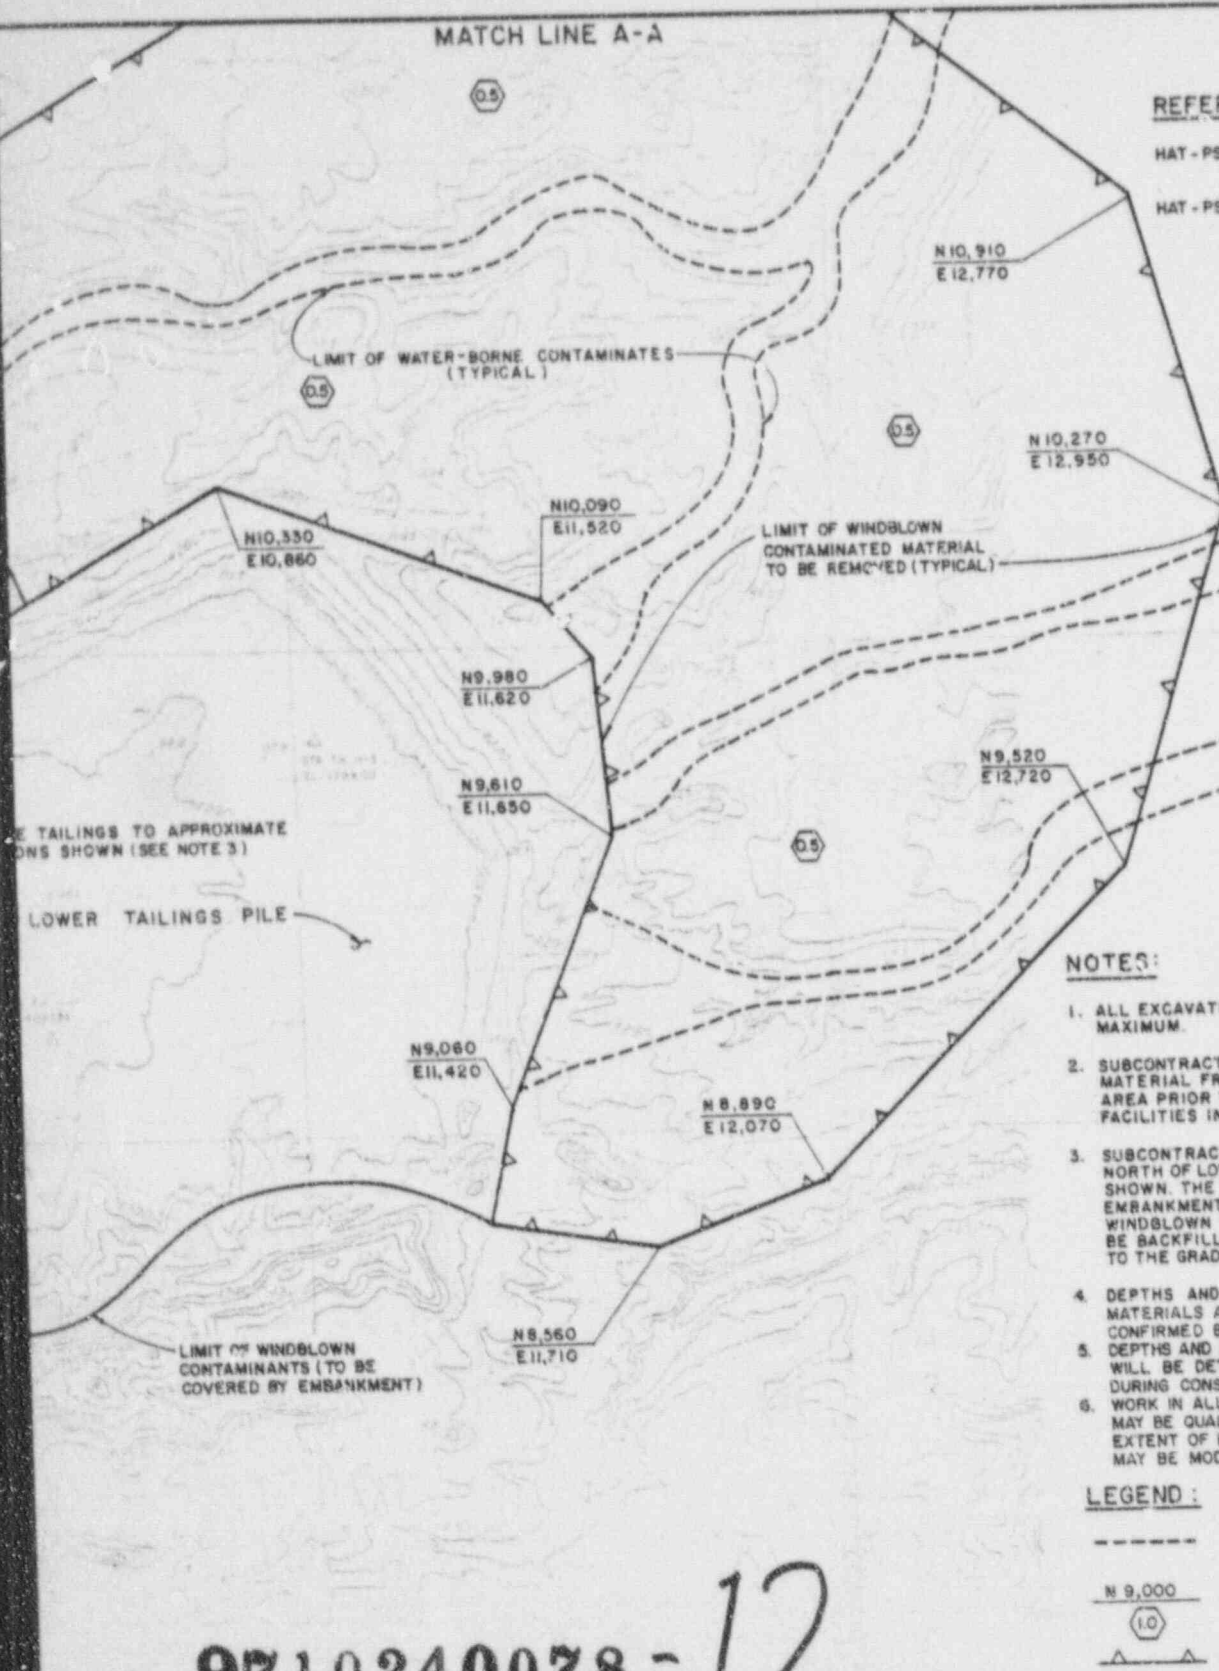 MATCH LINE A-A
0.5
HAT-PS
HAT-PS
N10,910
E12,770
LIMIT OF WATER-BORNE CONTAMINATES
(TYPICAL)
0.5
0.5
N10,270
E12,950
N10,090
E11,520
N10,330
E10,860
LIMIT OF WINDBLOWN
CONTAMINATED MATERIAL
TO BE REMOVED (TYPICAL)
N9,980
E11,620
N9,610
E11,650
N9,520
E12,720
0.5
E TAILINGS TO APPROXIMATE
ONS SHOWN (SEE NOTE 3)
LOWER TAILINGS PILE
N9,060
E11,420
N8,890
E12,070
N8,560
E11,710
LIMIT OF WINDBLOWN
CONTAMINANTS (TO BE
COVERED BY EMBANKMENT)
NOTES:
1. ALL EXCAVAT
MAXIMUM.
2. SUBCONTRACT
MATERIAL FR
AREA PRIOR
FACILITIES IN
3. SUBCONTRAC
NORTH OF LO
SHOWN. THE
EMBANKMENT
WINDBLOWN
BE BACKFILL
TO THE GRAD
4. DEPTHS AND
MATERIALS A
CONFIRMED B
5. DEPTHS AND
WILL BE DE
DURING CONS
6. WORK IN ALL
MAY BE QUA
EXTENT OF
MAY BE MOD
LEGEND:
N 9,000
1.0
9710240078-12